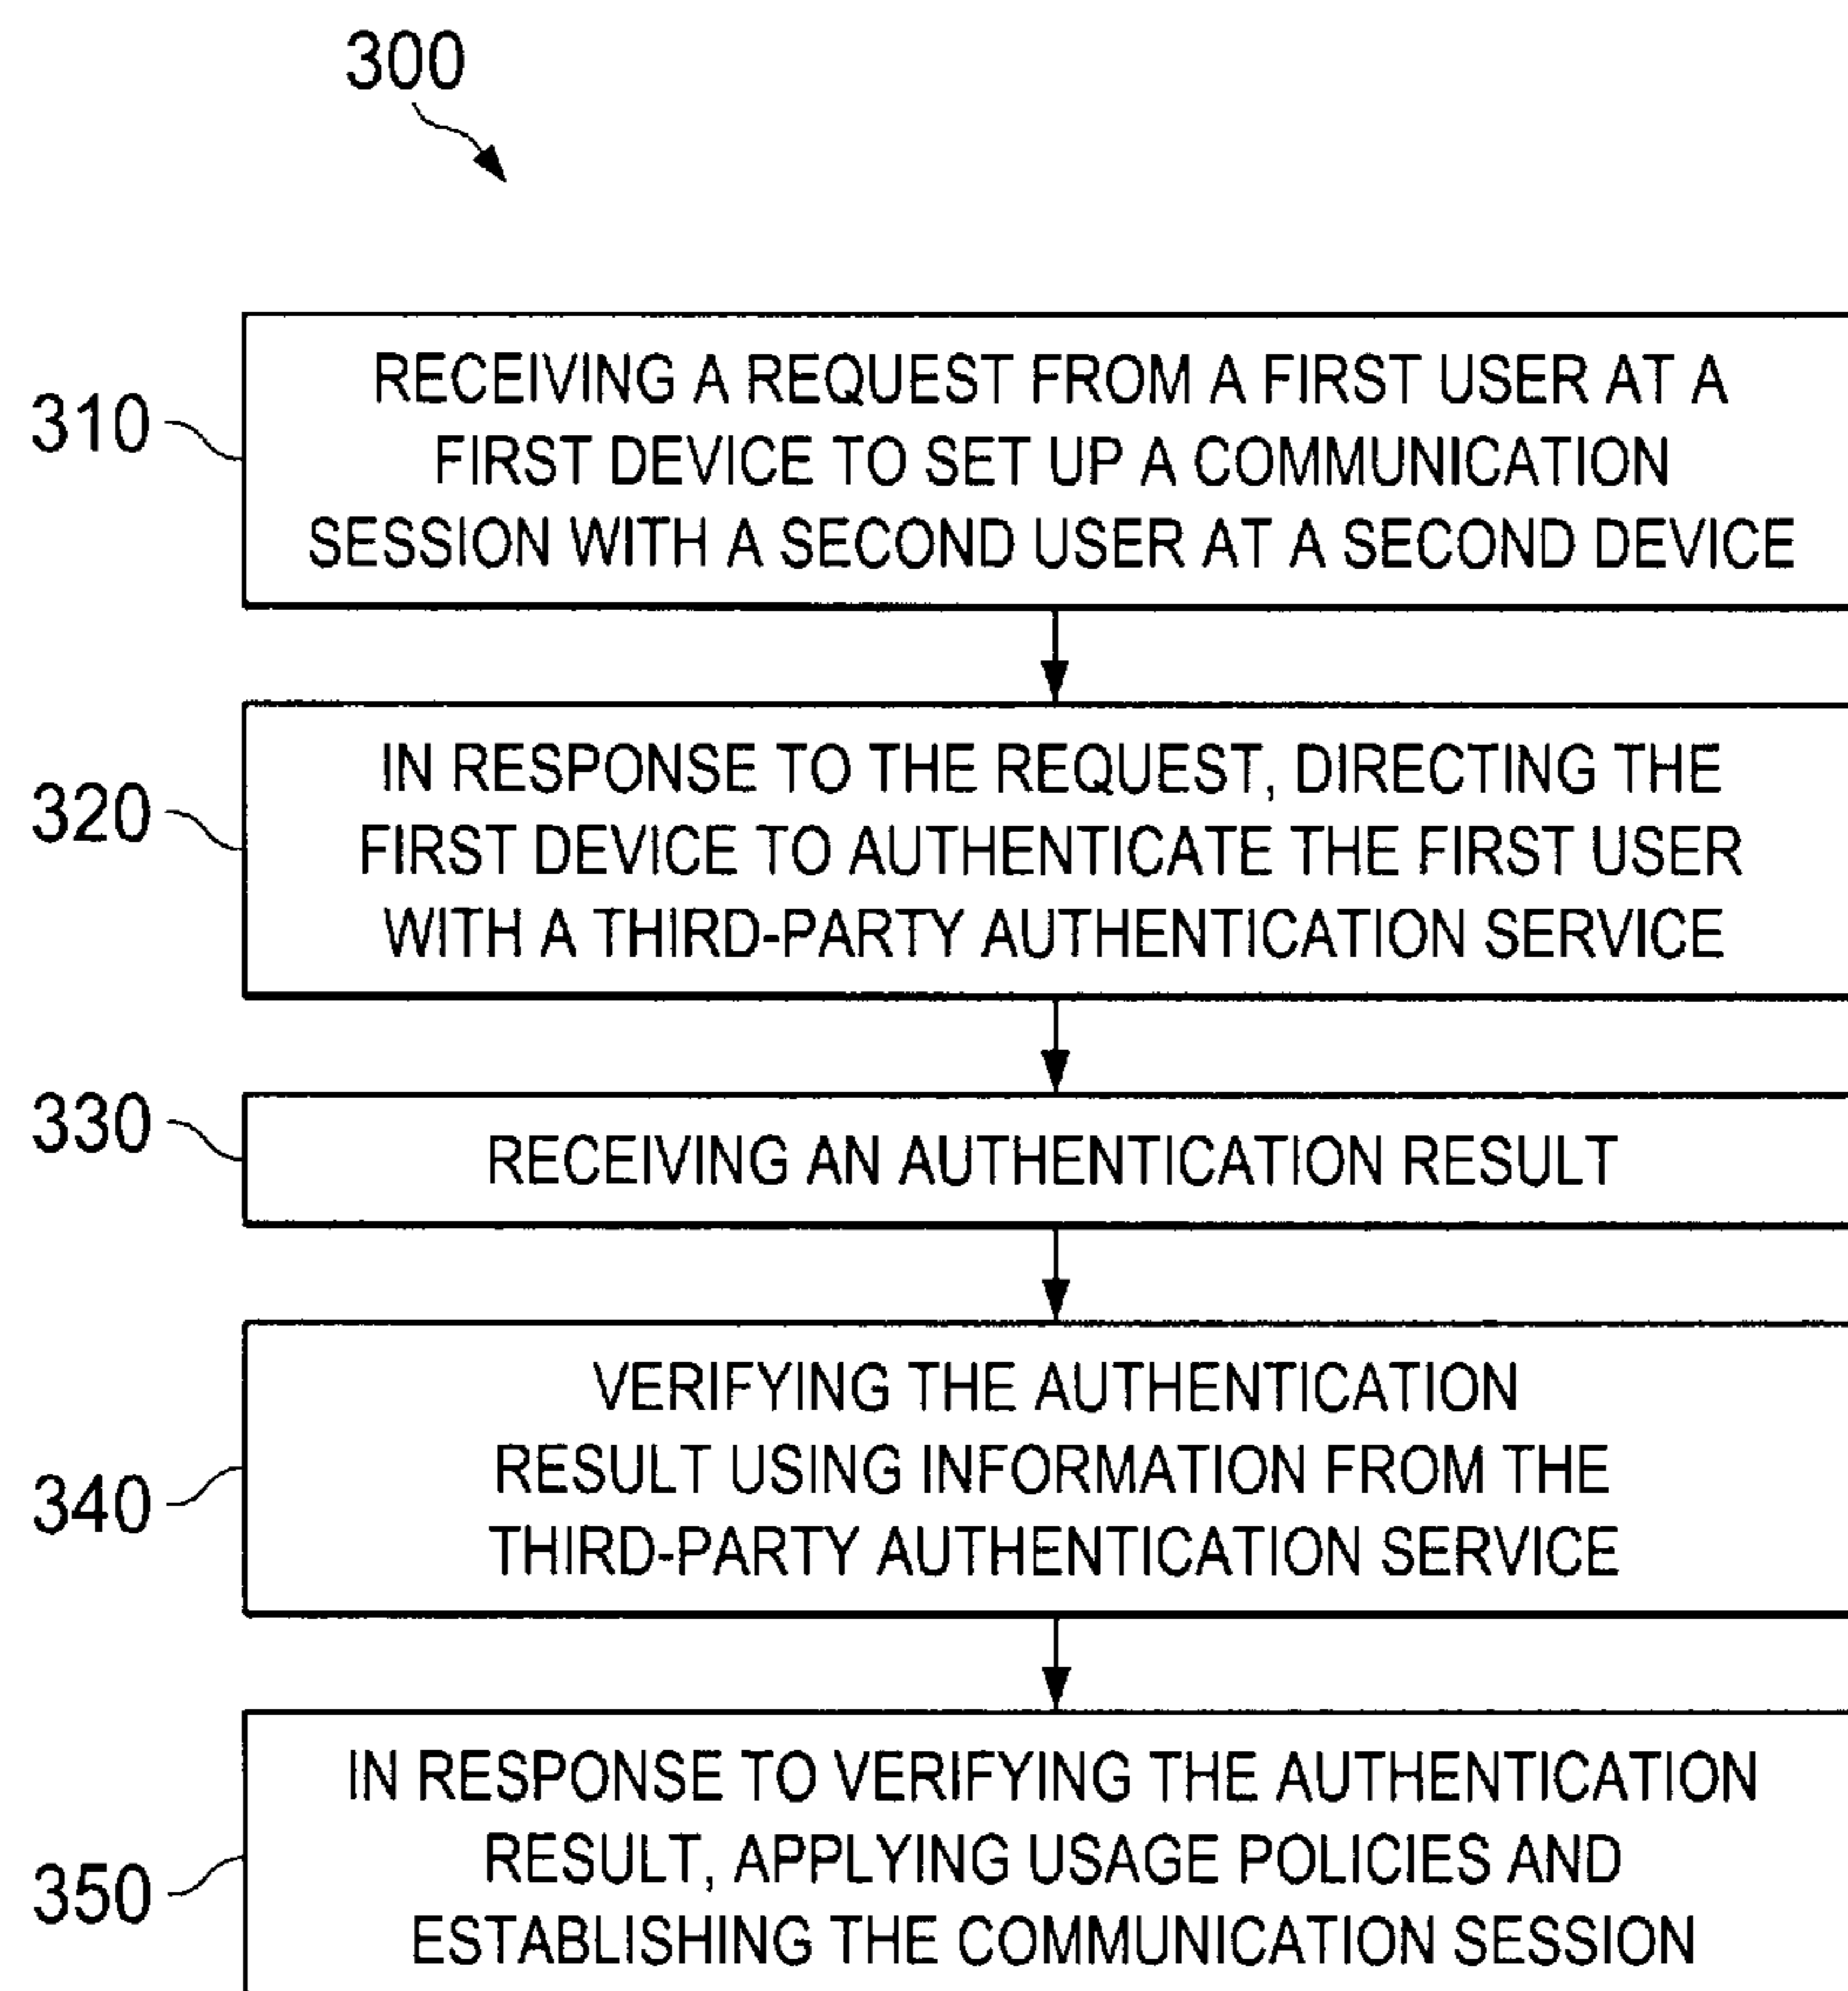 300
310
RECEIVING A REQUEST FROM A FIRST USER AT A
FIRST DEVICE TO SET UP A COMMUNICATION
SESSION WITH A SECOND USER AT A SECOND DEVICE
320
IN RESPONSE TO THE REQUEST, DIRECTING THE
FIRST DEVICE TO AUTHENTICATE THE FIRST USER
WITH A THIRD-PARTY AUTHENTICATION SERVICE
330
RECEIVING AN AUTHENTICATION RESULT
340
VERIFYING THE AUTHENTICATION
RESULT USING INFORMATION FROM THE
THIRD-PARTY AUTHENTICATION SERVICE
350
IN RESPONSE TO VERIFYING THE AUTHENTICATION
RESULT, APPLYING USAGE POLICIES AND
ESTABLISHING THE COMMUNICATION SESSION